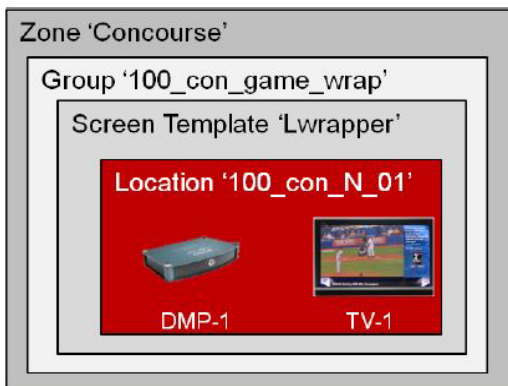 Zone ‘Concourse’
Group ‘100_con_game_wrap’
Screen Template ‘Lwrapper’
Location ‘100_con_N_01’
DMP-1
TV-1